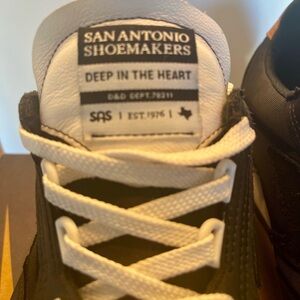 SAN ANTONIO
SHOEMAKERS
DEEP IN THE HEART
D&D DEPT.78211
SAS | EST.1976 |